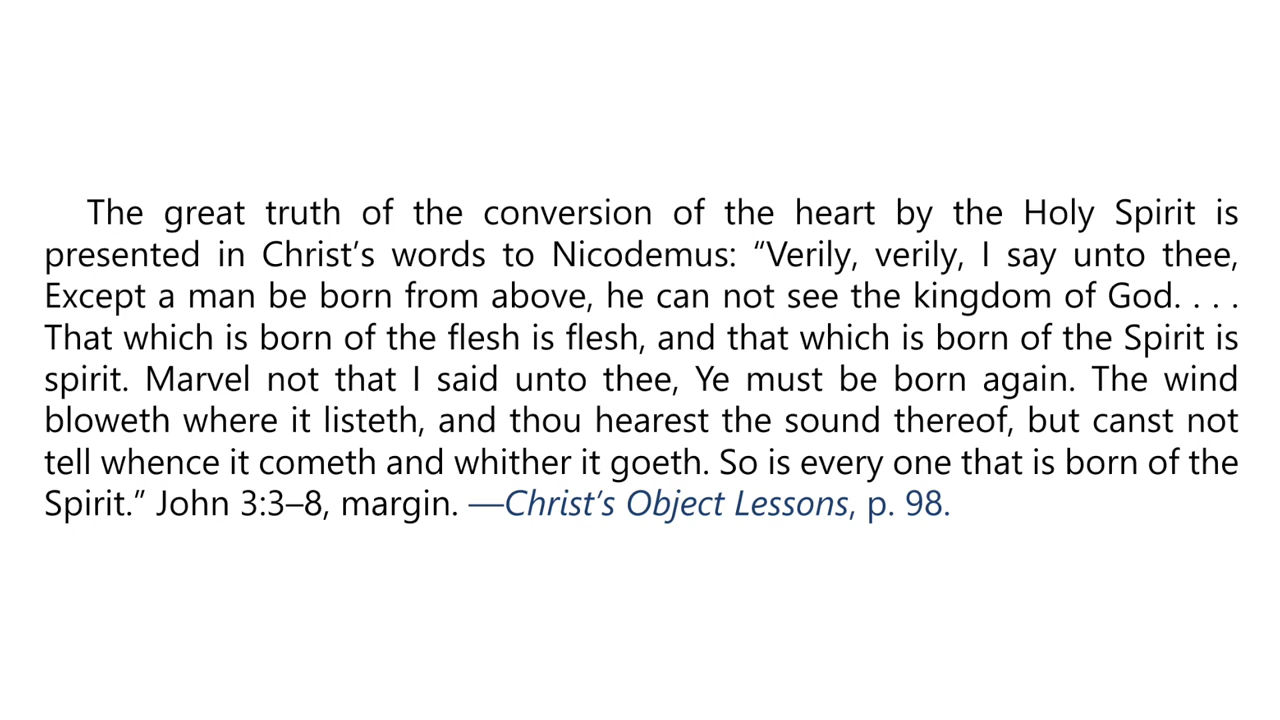 The great truth of the conversion of the heart by the Holy Spirit is
presented in Christ’s words to Nicodemus: “Verily, verily, I say unto thee,
Except a man be born from above, he can not see the kingdom of God. . . .
That which is born of the flesh is flesh, and that which is born of the Spirit is
spirit. Marvel not that I said unto thee, Ye must be born again. The wind
bloweth where it listeth, and thou hearest the sound thereof, but canst not
tell whence it cometh and whither it goeth. So is every one that is born of the
Spirit.” John 3:3–8, margin. —Christ’s Object Lessons, p. 98.